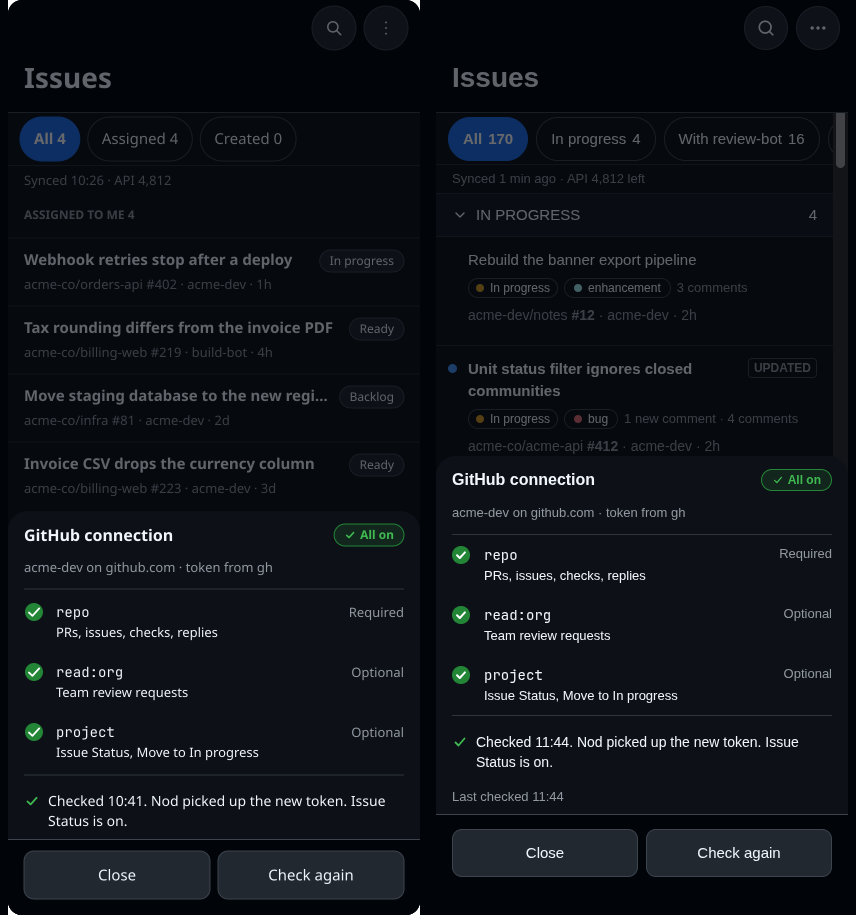 Issues
All 4
Assigned 4
Created 0
Synced 10:26 · API 4,812
ASSIGNED TO ME 4
Webhook retries stop after a deploy
In progress
acme-co/orders-api #402 · acme-dev · 1h
Tax rounding differs from the invoice PDF
Ready
acme-co/billing-web #219 · build-bot · 4h
Move staging database to the new regi...
Backlog
acme-co/infra #81 · acme-dev · 2d
Invoice CSV drops the currency column
Ready
acme-co/billing-web #223 · acme-dev · 3d
GitHub connection
All on
acme-dev on github.com · token from gh
repo
Required
PRs, issues, checks, replies
read:org
Optional
Team review requests
project
Optional
Issue Status, Move to In progress
Checked 10:41. Nod picked up the new token. Issue
Status is on.
Close
Check again
Issues
All 170
In progress 4
With review-bot 16
Synced 1 min ago · API 4,812 left
IN PROGRESS
4
Rebuild the banner export pipeline
In progress
enhancement
3 comments
acme-dev/notes #12 · acme-dev · 2h
Unit status filter ignores closed
communities
UPDATED
In progress
bug
1 new comment · 4 comments
acme-co/acme-api #412 · acme-dev · 2h
GitHub connection
All on
acme-dev on github.com · token from gh
repo
Required
PRs, issues, checks, replies
read:org
Optional
Team review requests
project
Optional
Issue Status, Move to In progress
Checked 11:44. Nod picked up the new token. Issue
Status is on.
Last checked 11:44
Close
Check again